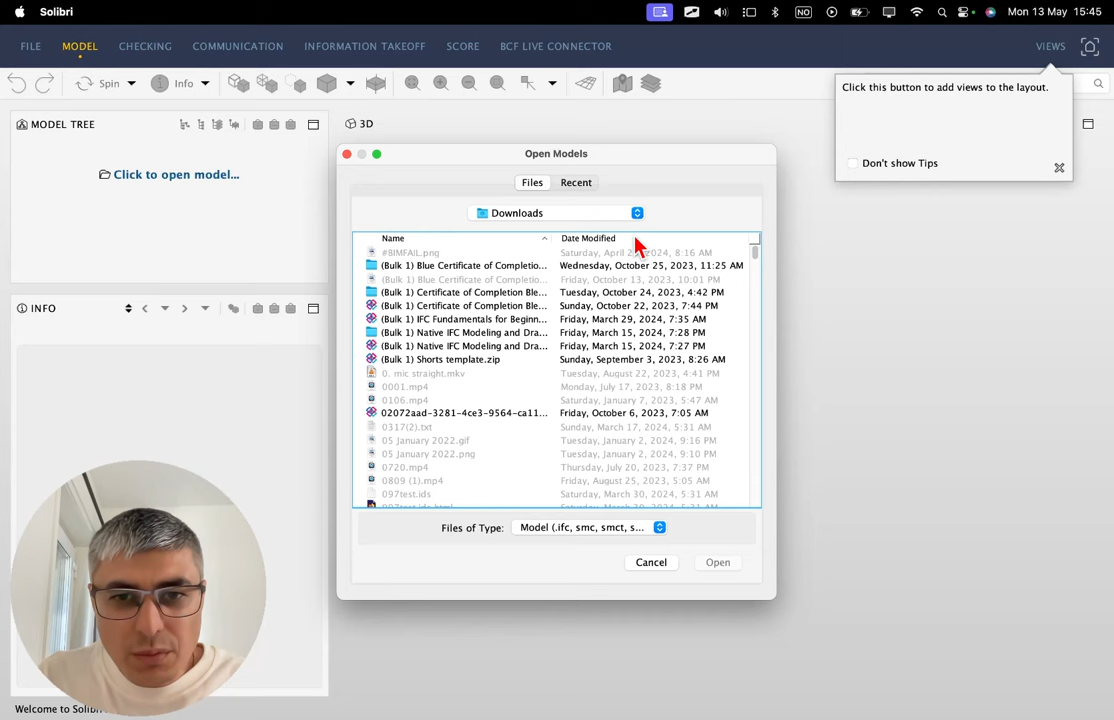 Solibri
NO
Mon 13 May 15:45
FILE
MODEL
CHECKING
COMMUNICATION
INFORMATION TAKEOFF
SCORE
BCF LIVE CONNECTOR
VIEWS
Spin
Info
Click this button to add views to the layout.
Don't show Tips
MODEL TREE
Click to open model...
3D
INFO
Open Models
Files
Recent
Downloads
Name
Date Modified
#BIMFAIL.png
(Bulk 1) Blue Certificate of Completio... Wednesday, October 25, 2023, 11:25 AM
(Bulk 1) Blue Certificate of Completio... Friday, October 13, 2023, 10:01 PM
(Bulk 1) Certificate of Completion Ble... Tuesday, October 24, 2023, 4:42 PM
(Bulk 1) Certificate of Completion Ble... Sunday, October 22, 2023, 7:44 PM
(Bulk 1) IFC Fundamentals for Beginn... Friday, March 29, 2024, 7:35 AM
(Bulk 1) Native IFC Modeling and Dra... Friday, March 15, 2024, 7:28 PM
(Bulk 1) Native IFC Modeling and Dra... Friday, March 15, 2024, 7:27 PM
(Bulk 1) Shorts template.zip Sunday, September 3, 2023, 8:26 AM
0. mic straight.mkv Tuesday, August 22, 2023, 4:41 PM
0001.mp4 Monday, July 17, 2023, 8:18 PM
0106.mp4 Saturday, January 7, 2023, 5:47 AM
02072aad-3281-4ce3-9564-ca11... Friday, October 6, 2023, 7:05 AM
0317(2).txt Sunday, March 17, 2024, 5:31 AM
05 January 2022.gif Tuesday, January 2, 2024, 9:16 PM
05 January 2022.png Tuesday, January 2, 2024, 9:10 PM
0720.mp4 Thursday, July 20, 2023, 7:37 PM
0809 (1).mp4 Friday, August 25, 2023, 5:05 AM
097test.ids Saturday, March 30, 2024, 5:31 AM
Files of Type: Model (.ifc, smc, smct, s...
Cancel
Open
Welcome to